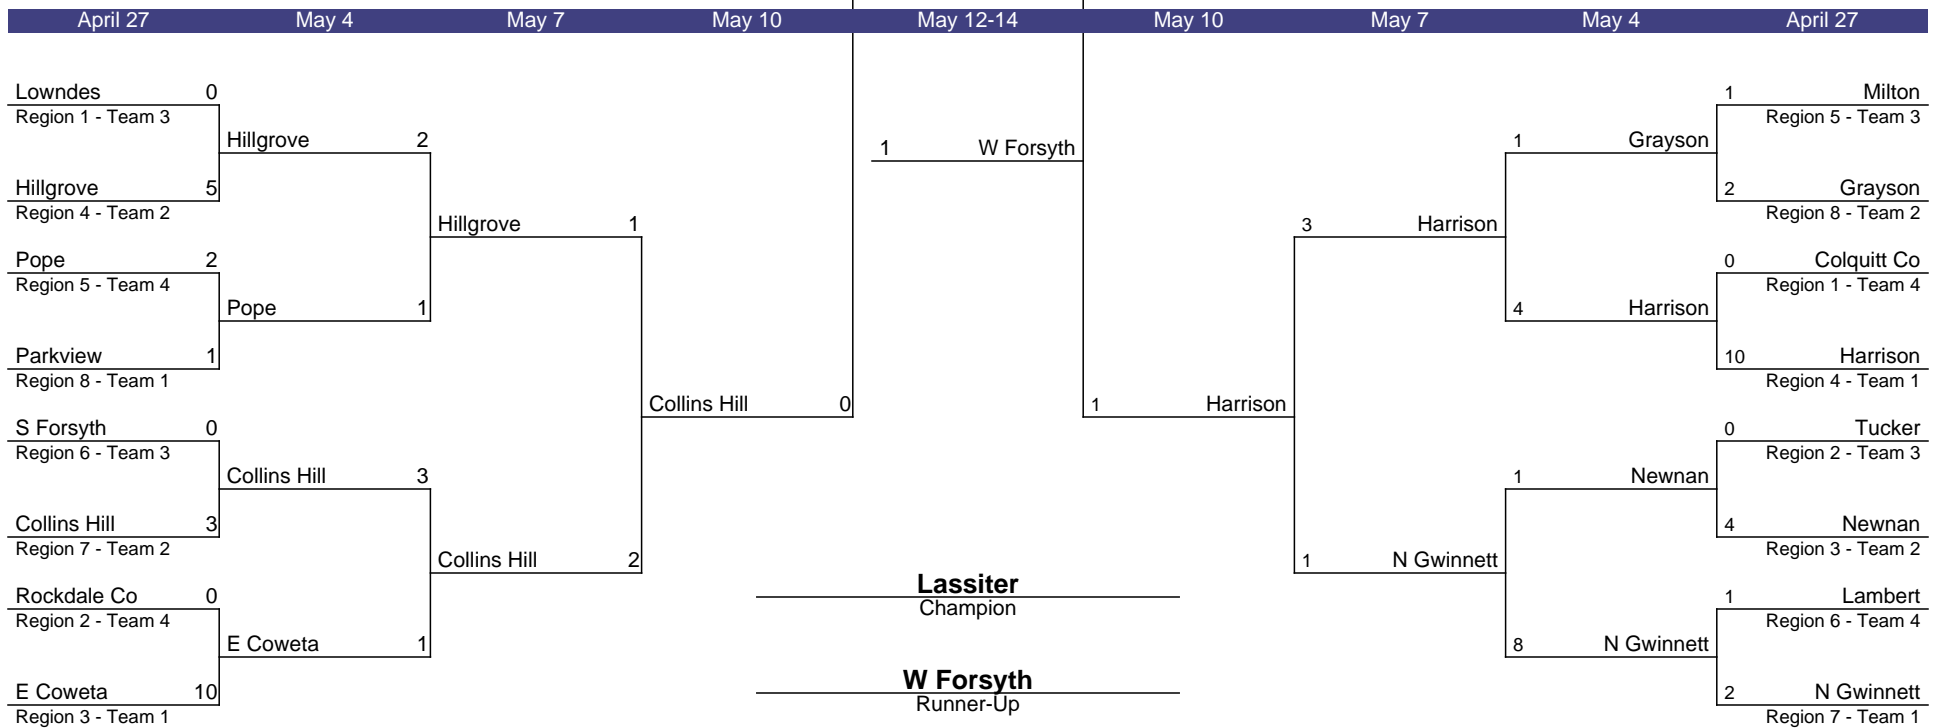 April 27 May 4 May 7 May 10 May 12-14 May 10 May 7 May 4 April 27
Lowndes 0
Region 1 - Team 3
Hillgrove 2
Hillgrove 5
Region 4 - Team 2
Hillgrove 1
Pope 2
Region 5 - Team 4
Pope 1
Parkview 1
Region 8 - Team 1
Collins Hill 0
S Forsyth 0
Region 6 - Team 3
Collins Hill 3
Collins Hill 3
Region 7 - Team 2
Collins Hill 2
Rockdale Co 0
Region 2 - Team 4
E Coweta 1
E Coweta 10
Region 3 - Team 1
1 W Forsyth
Lassiter
Champion
W Forsyth
Runner-Up
1 Harrison
3 Harrison
1 N Gwinnett
1 Grayson
4 Harrison
1 Newnan
8 N Gwinnett
1 Milton
Region 5 - Team 3
2 Grayson
Region 8 - Team 2
0 Colquitt Co
Region 1 - Team 4
10 Harrison
Region 4 - Team 1
0 Tucker
Region 2 - Team 3
4 Newnan
Region 3 - Team 2
1 Lambert
Region 6 - Team 4
2 N Gwinnett
Region 7 - Team 1